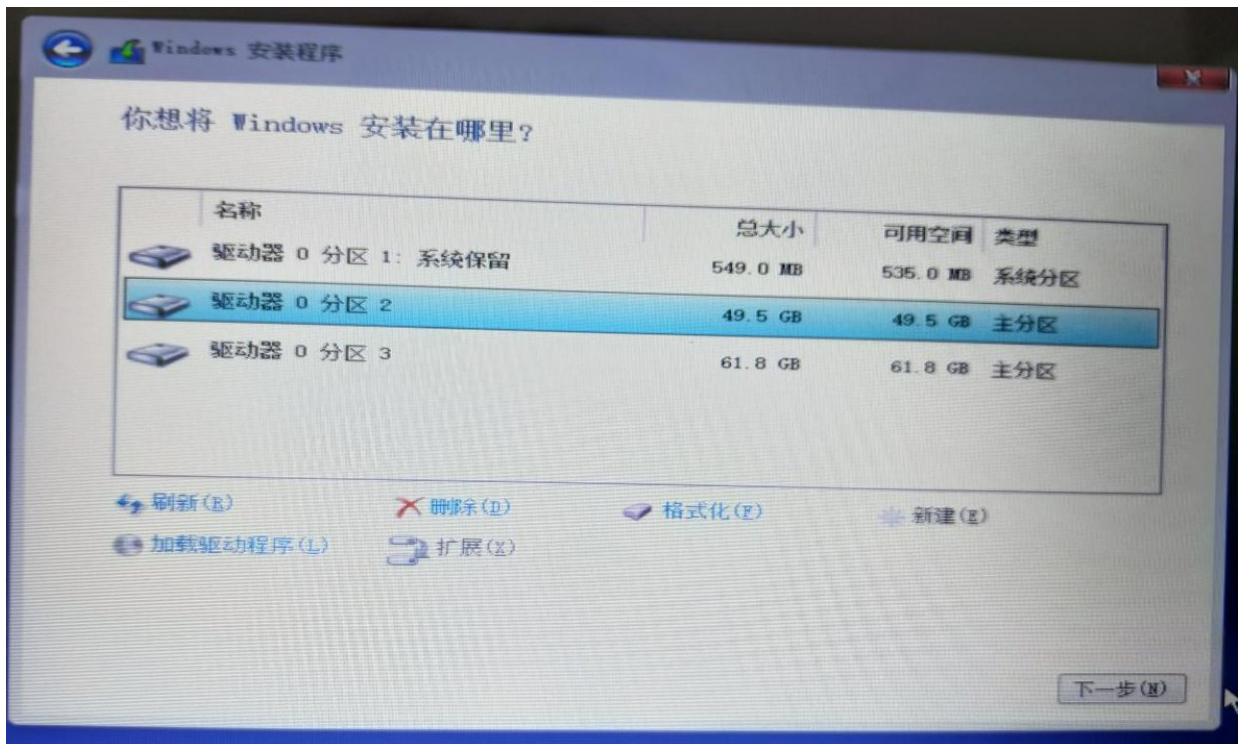 Windows 安装程序
你想将 Windows 安装在哪里?
名称 总大小 可用空间 类型
驱动器 0 分区 1: 系统保留 549.0 MB 535.0 MB 系统分区
驱动器 0 分区 2 49.5 GB 49.5 GB 主分区
驱动器 0 分区 3 61.8 GB 61.8 GB 主分区
刷新(R) 删除(D) 格式化(F) 新建(E)
加载驱动程序(L) 扩展(X)
下一步(N)